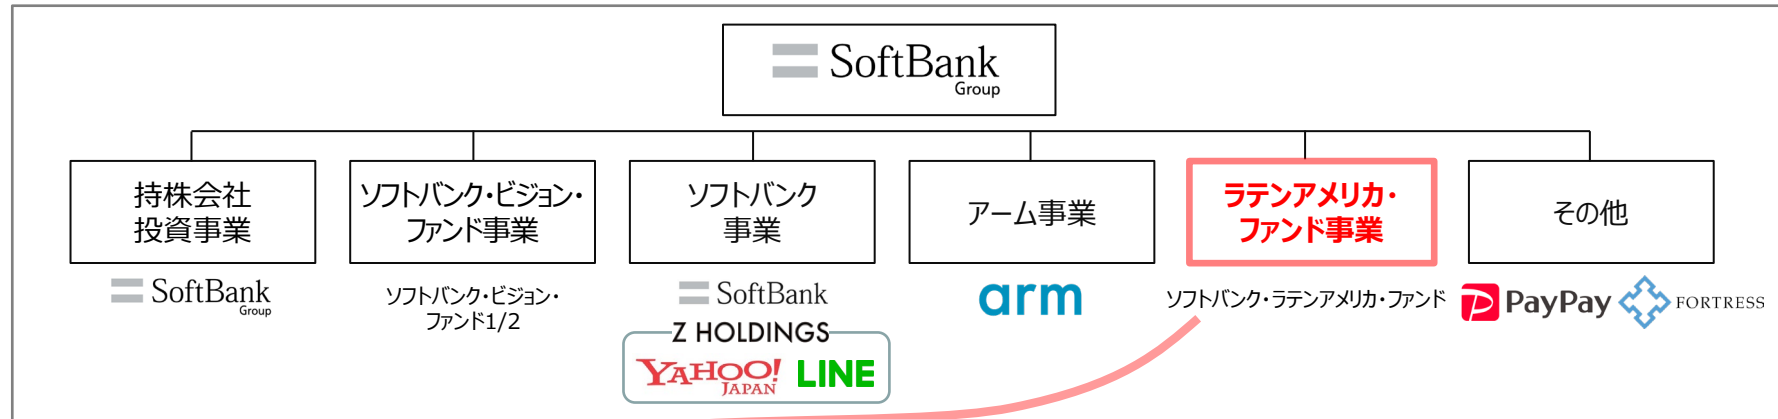 SoftBank
Group
持株会社
投資事業
ソフトバンク・ビジョン・
ファンド事業
ソフトバンク
事業
アーム事業
ラテンアメリカ・
ファンド事業
その他
SoftBank
Group
ソフトバンク・ビジョン・
ファンド1/2
SoftBank
Z HOLDINGS
YAHOO!
JAPAN
LINE
arm
ソフトバンク・ラテンアメリカ・ファンド
PayPay
FORTRESS